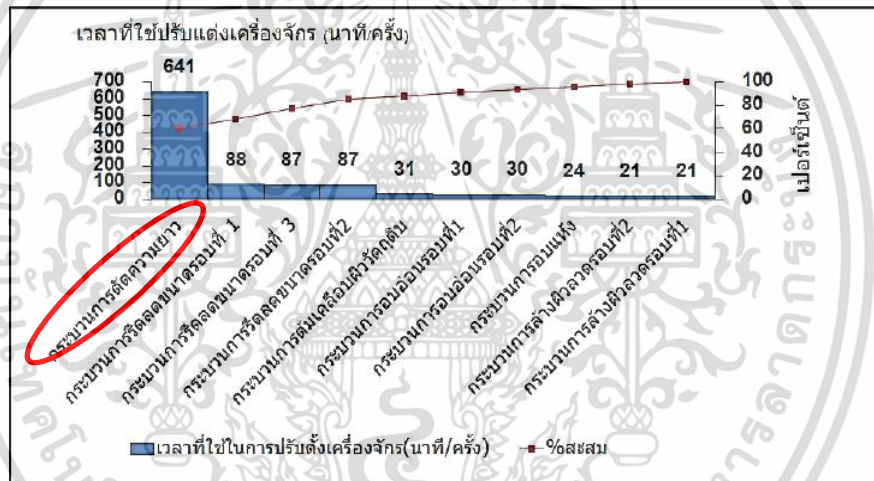 เวลาที่ใช้ปรับแต่งเครื่องจักร (นาที/ครั้ง)
641 88 87 87 31 30 30 24 21 21
700
600
500
400
300
200
100
0
100
80
60
40
20
0
เปอร์เซ็นต์
กระบวนการตัดความยาว
กระบวนการรีดลดขนาดรอบที่ 1
กระบวนการรีดลดขนาดรอบที่ 3
กระบวนการรีดลดขนาดรอบที่2
กระบวนการต้มเคลือบผิววัตถุดิบ
กระบวนการอบอ่อนรอบที่1
กระบวนการอบอ่อนรอบที่2
กระบวนการอบแห้ง
กระบวนการล้างผิวลวดรอบที่2
กระบวนการล้างผิวลวดรอบที่1
เวลาที่ใช้ในการปรับตั้งเครื่องจักร(นาที/ครั้ง) %สะสม